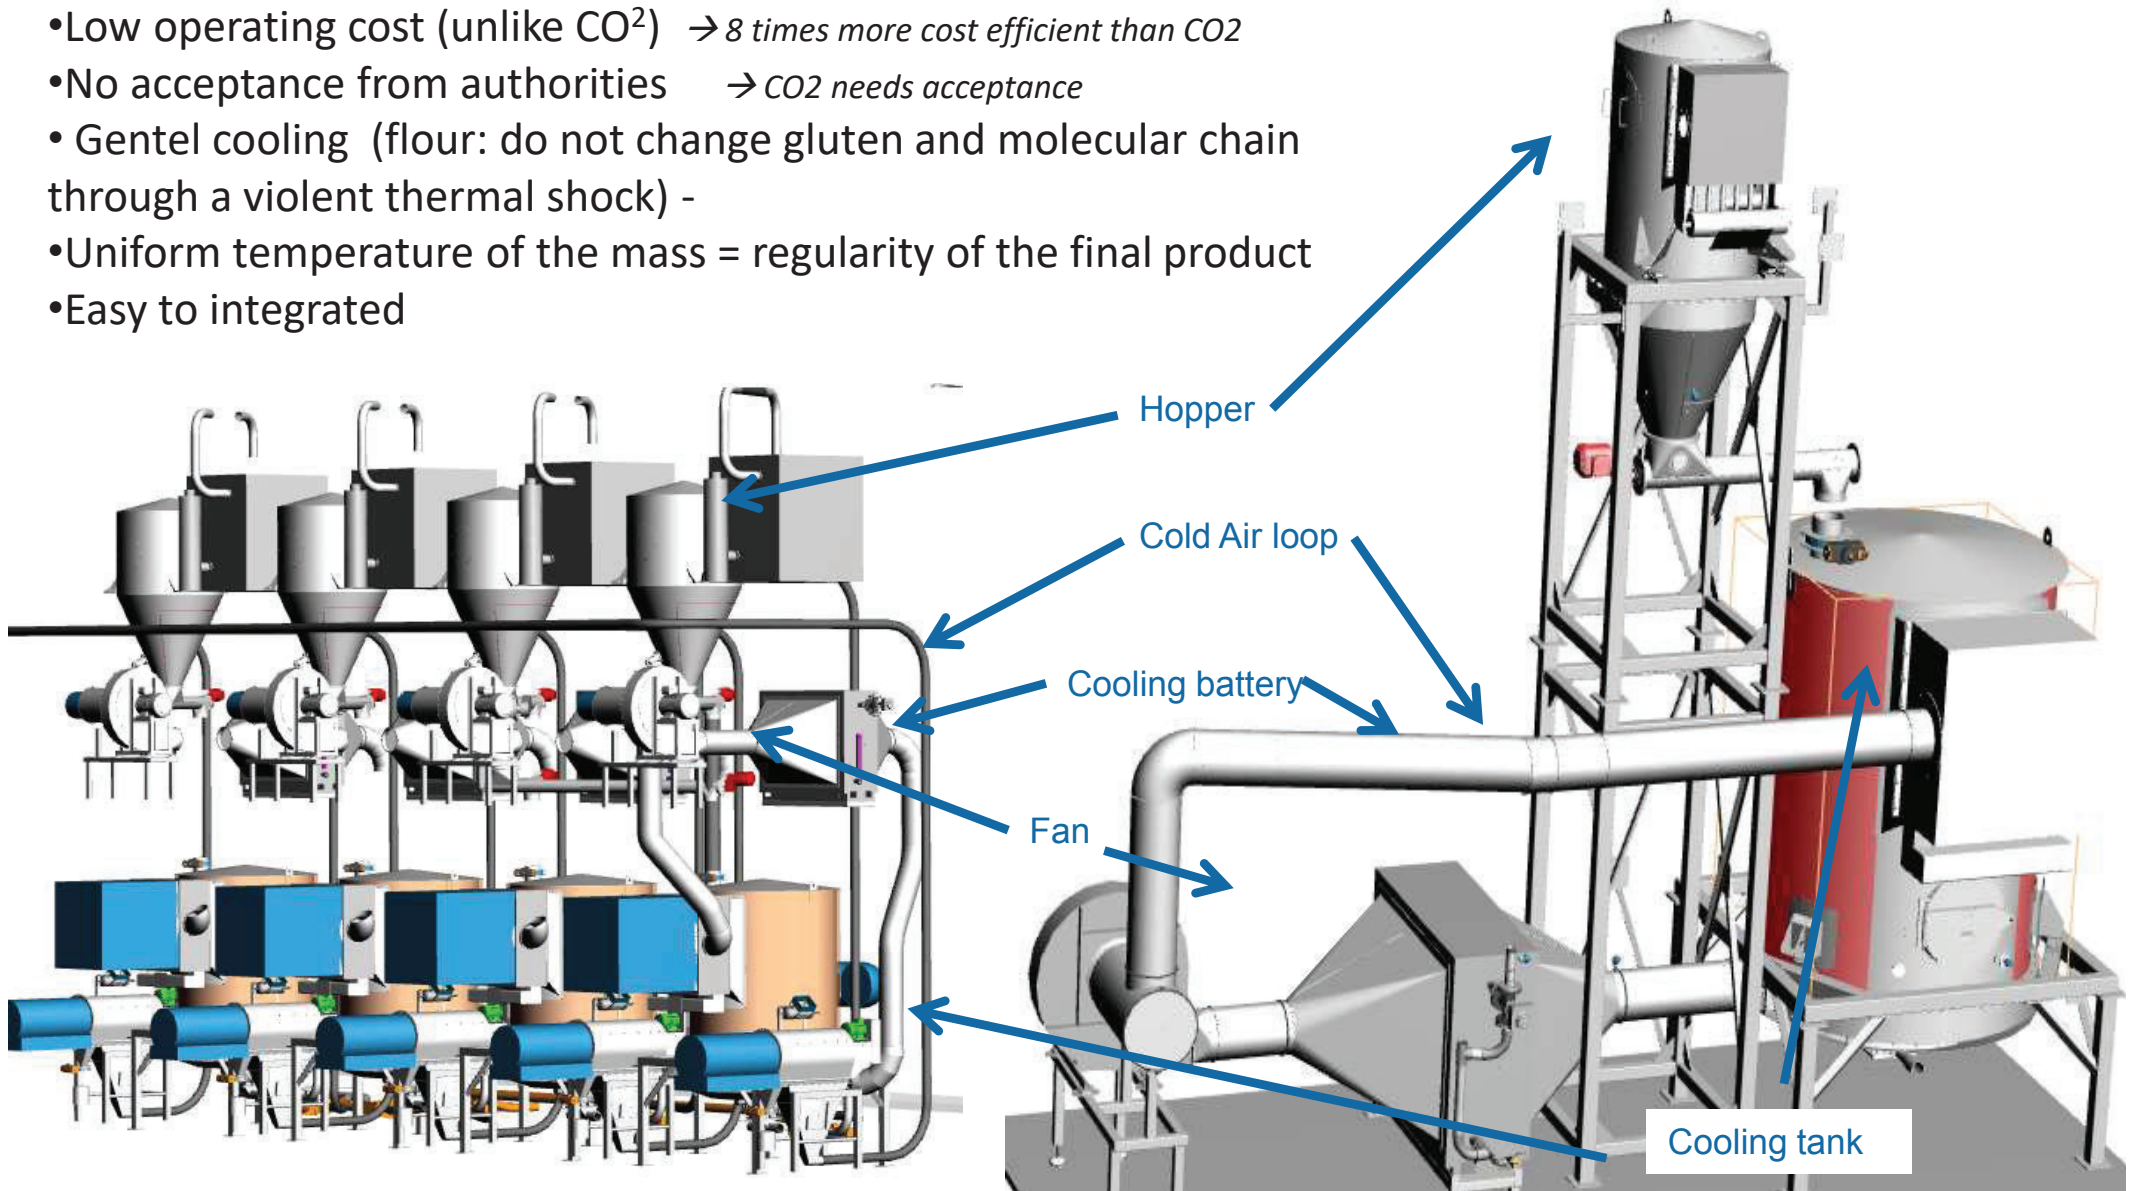 •Low operating cost (unlike CO²) → 8 times more cost efficient than CO2
•No acceptance from authorities → CO2 needs acceptance
• Gentel cooling (flour: do not change gluten and molecular chain
through a violent thermal shock) -
•Uniform temperature of the mass = regularity of the final product
•Easy to integrated
Hopper
Cold Air loop
Cooling battery
Fan
Cooling tank